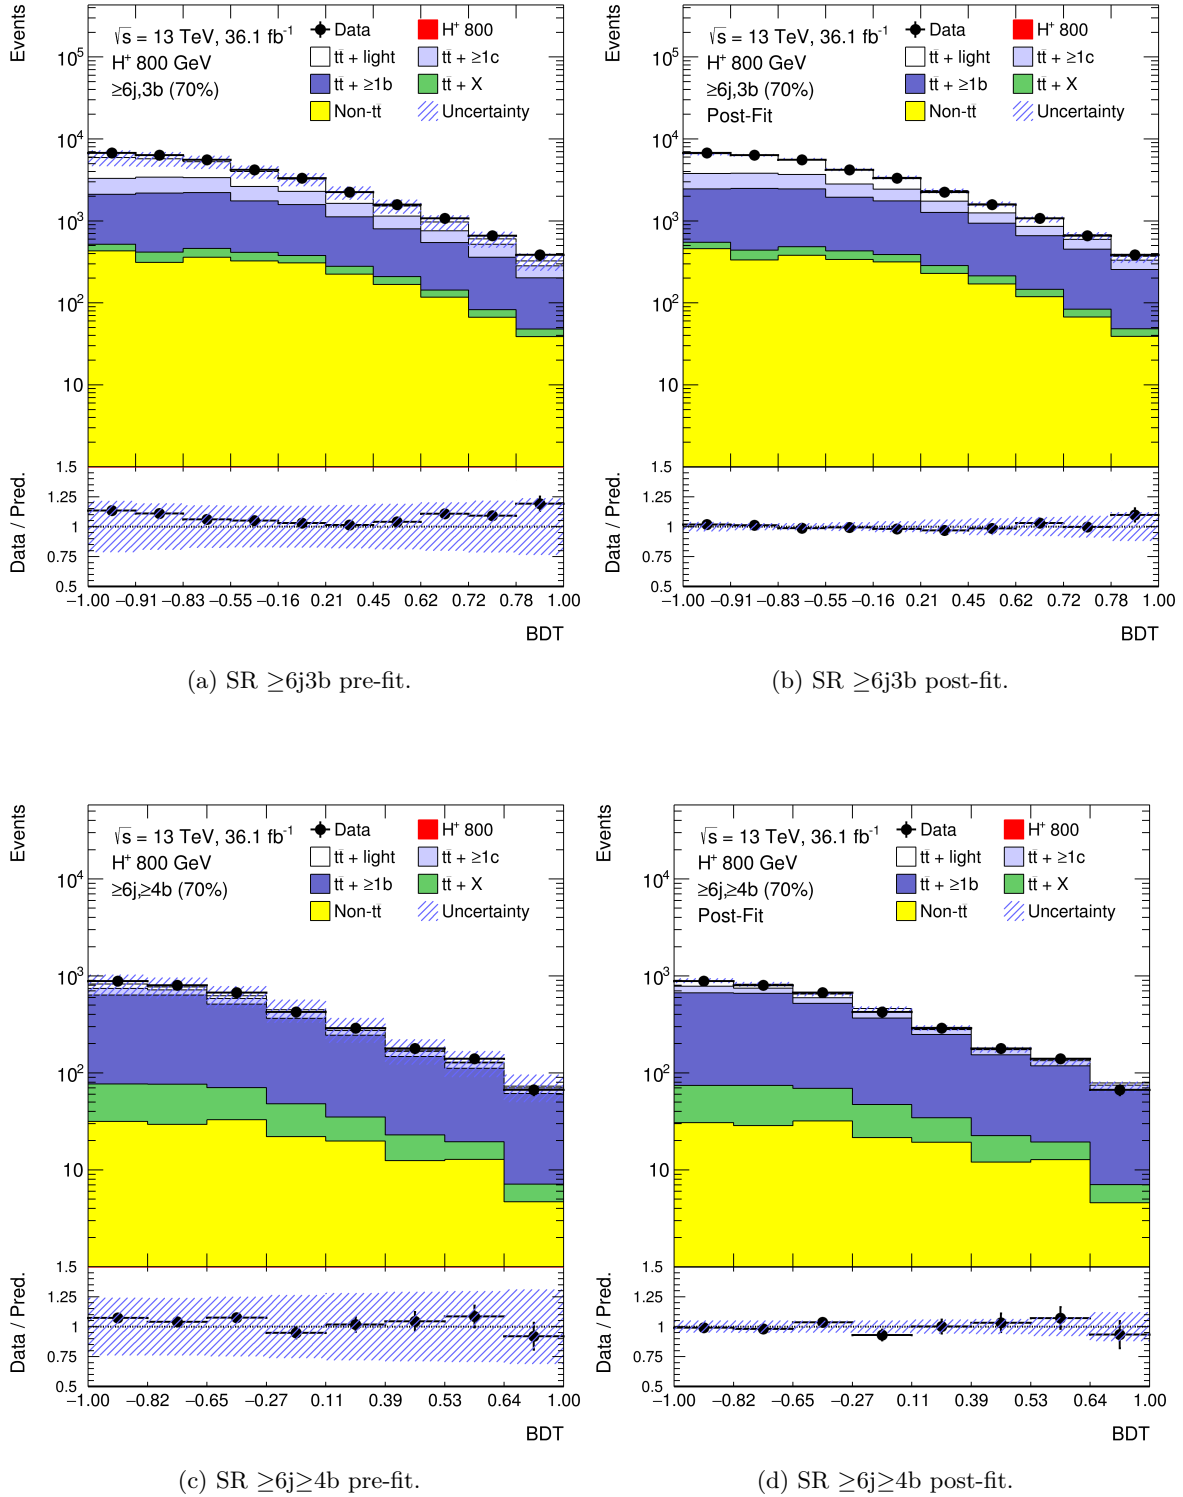 Events
√s = 13 TeV, 36.1 fb⁻¹
H⁺ 800 GeV
≥6j,3b (70%)
Data
H⁺ 800
tt̄ + light
tt̄ + ≥1c
tt̄ + ≥1b
tt̄ + X
Non-tt̄
Uncertainty
10⁵
10⁴
10³
10²
10
Data / Pred.
1.5
1.25
1
0.75
0.5
−1.00 −0.91 −0.83 −0.55 −0.16 0.21 0.45 0.62 0.72 0.78 1.00
BDT
(a) SR ≥6j3b pre-fit.
Events
√s = 13 TeV, 36.1 fb⁻¹
H⁺ 800 GeV
≥6j,3b (70%)
Post-Fit
Data
H⁺ 800
tt̄ + light
tt̄ + ≥1c
tt̄ + ≥1b
tt̄ + X
Non-tt̄
Uncertainty
10⁵
10⁴
10³
10²
10
Data / Pred.
1.5
1.25
1
0.75
0.5
−1.00 −0.91 −0.83 −0.55 −0.16 0.21 0.45 0.62 0.72 0.78 1.00
BDT
(b) SR ≥6j3b post-fit.
Events
√s = 13 TeV, 36.1 fb⁻¹
H⁺ 800 GeV
≥6j,≥4b (70%)
Data
H⁺ 800
tt̄ + light
tt̄ + ≥1c
tt̄ + ≥1b
tt̄ + X
Non-tt̄
Uncertainty
10⁴
10³
10²
10
Data / Pred.
1.5
1.25
1
0.75
0.5
−1.00 −0.82 −0.65 −0.27 0.11 0.39 0.53 0.64 1.00
BDT
(c) SR ≥6j≥4b pre-fit.
Events
√s = 13 TeV, 36.1 fb⁻¹
H⁺ 800 GeV
≥6j,≥4b (70%)
Post-Fit
Data
H⁺ 800
tt̄ + light
tt̄ + ≥1c
tt̄ + ≥1b
tt̄ + X
Non-tt̄
Uncertainty
10⁴
10³
10²
10
Data / Pred.
1.5
1.25
1
0.75
0.5
−1.00 −0.82 −0.65 −0.27 0.11 0.39 0.53 0.64 1.00
BDT
(d) SR ≥6j≥4b post-fit.